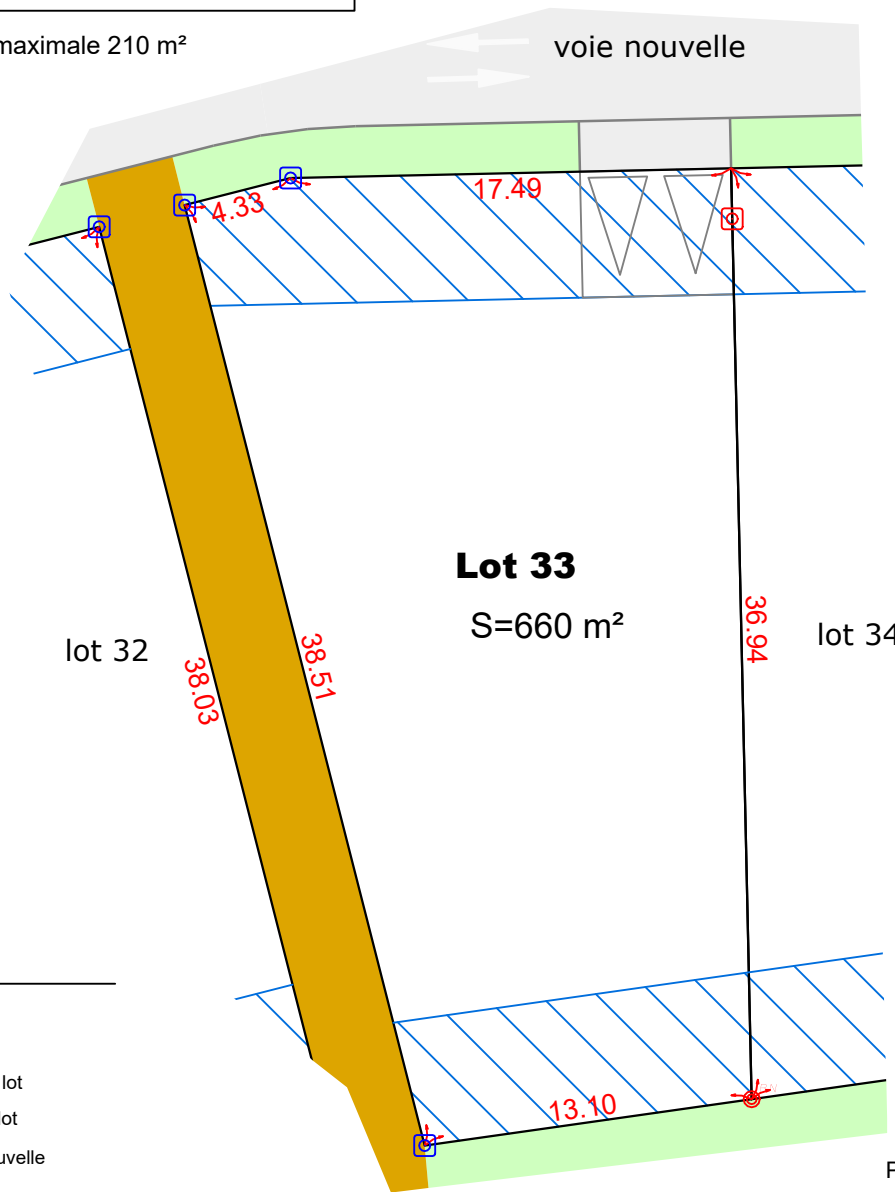 maximale 210 m²
voie nouvelle
17.49
4.33
Lot 33
S=660 m²
36.94
lot 34
lot 32
38.51
38.03
lot
lot
uvelle
13.10